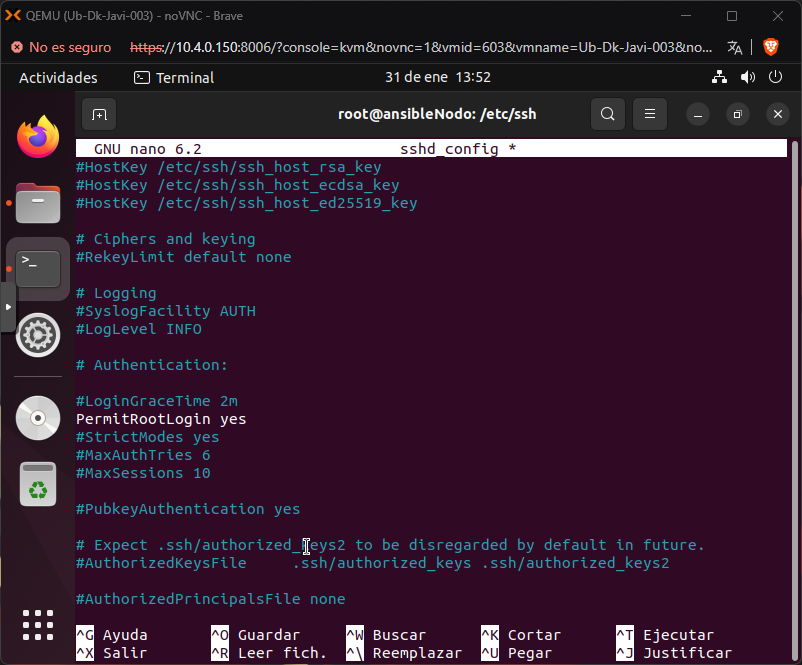 QEMU (Ub-Dk-Javi-003) - noVNC - Brave
No es seguro https://10.4.0.150:8006/?console=kvm&novnc=1&vmid=603&vmname=Ub-Dk-Javi-003&no...
Actividades Terminal 31 de ene 13:52
root@ansibleNodo: /etc/ssh
GNU nano 6.2 sshd_config *
#HostKey /etc/ssh/ssh_host_rsa_key
#HostKey /etc/ssh/ssh_host_ecdsa_key
#HostKey /etc/ssh/ssh_host_ed25519_key
# Ciphers and keying
#RekeyLimit default none
# Logging
#SyslogFacility AUTH
#LogLevel INFO
# Authentication:
#LoginGraceTime 2m
PermitRootLogin yes
#StrictModes yes
#MaxAuthTries 6
#MaxSessions 10
#PubkeyAuthentication yes
# Expect .ssh/authorized_keys2 to be disregarded by default in future.
#AuthorizedKeysFile .ssh/authorized_keys .ssh/authorized_keys2
#AuthorizedPrincipalsFile none
^G Ayuda ^O Guardar ^W Buscar ^K Cortar ^T Ejecutar
^X Salir ^R Leer fich. ^\ Reemplazar ^U Pegar ^J Justificar